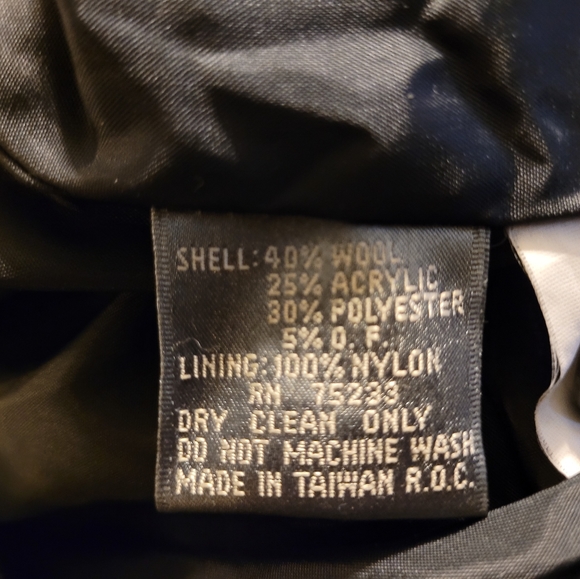 SHELL: 40% WOOL
25% ACRYLIC
30% POLYESTER
5% O. F.
LINING: 100% NYLON
RN 75233
DRY CLEAN ONLY
DO NOT MACHINE WASH
MADE IN TAIWAN R.O.C.